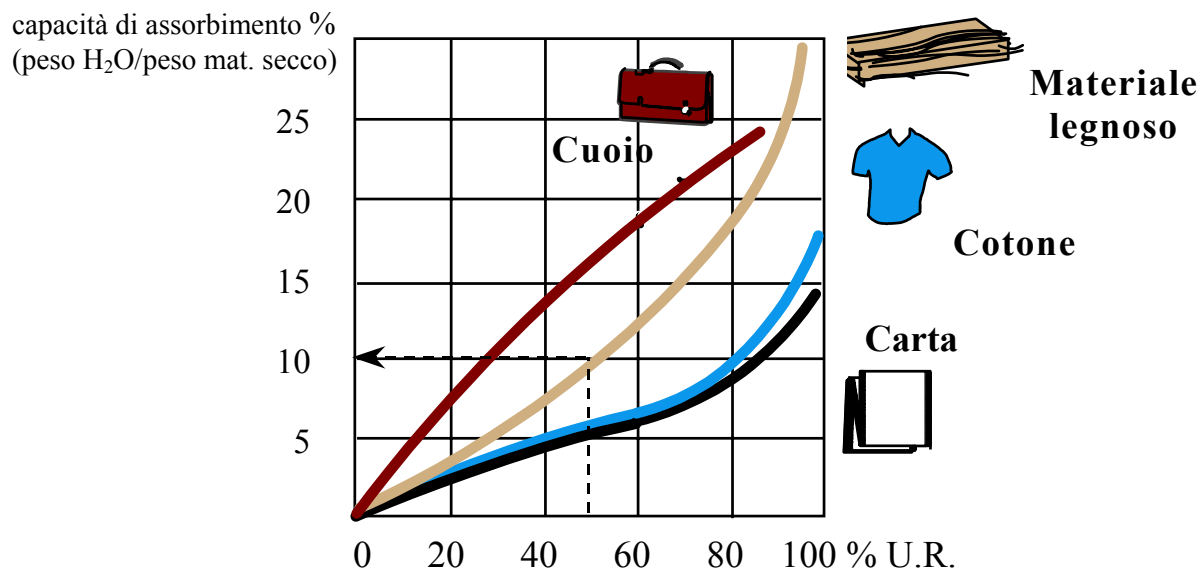 capacità di assorbimento %
(peso H₂O/peso mat. secco)
Materiale
legnoso
Cuoio
Cotone
Carta
25
20
15
10
5
0 20 40 60 80 100 % U.R.